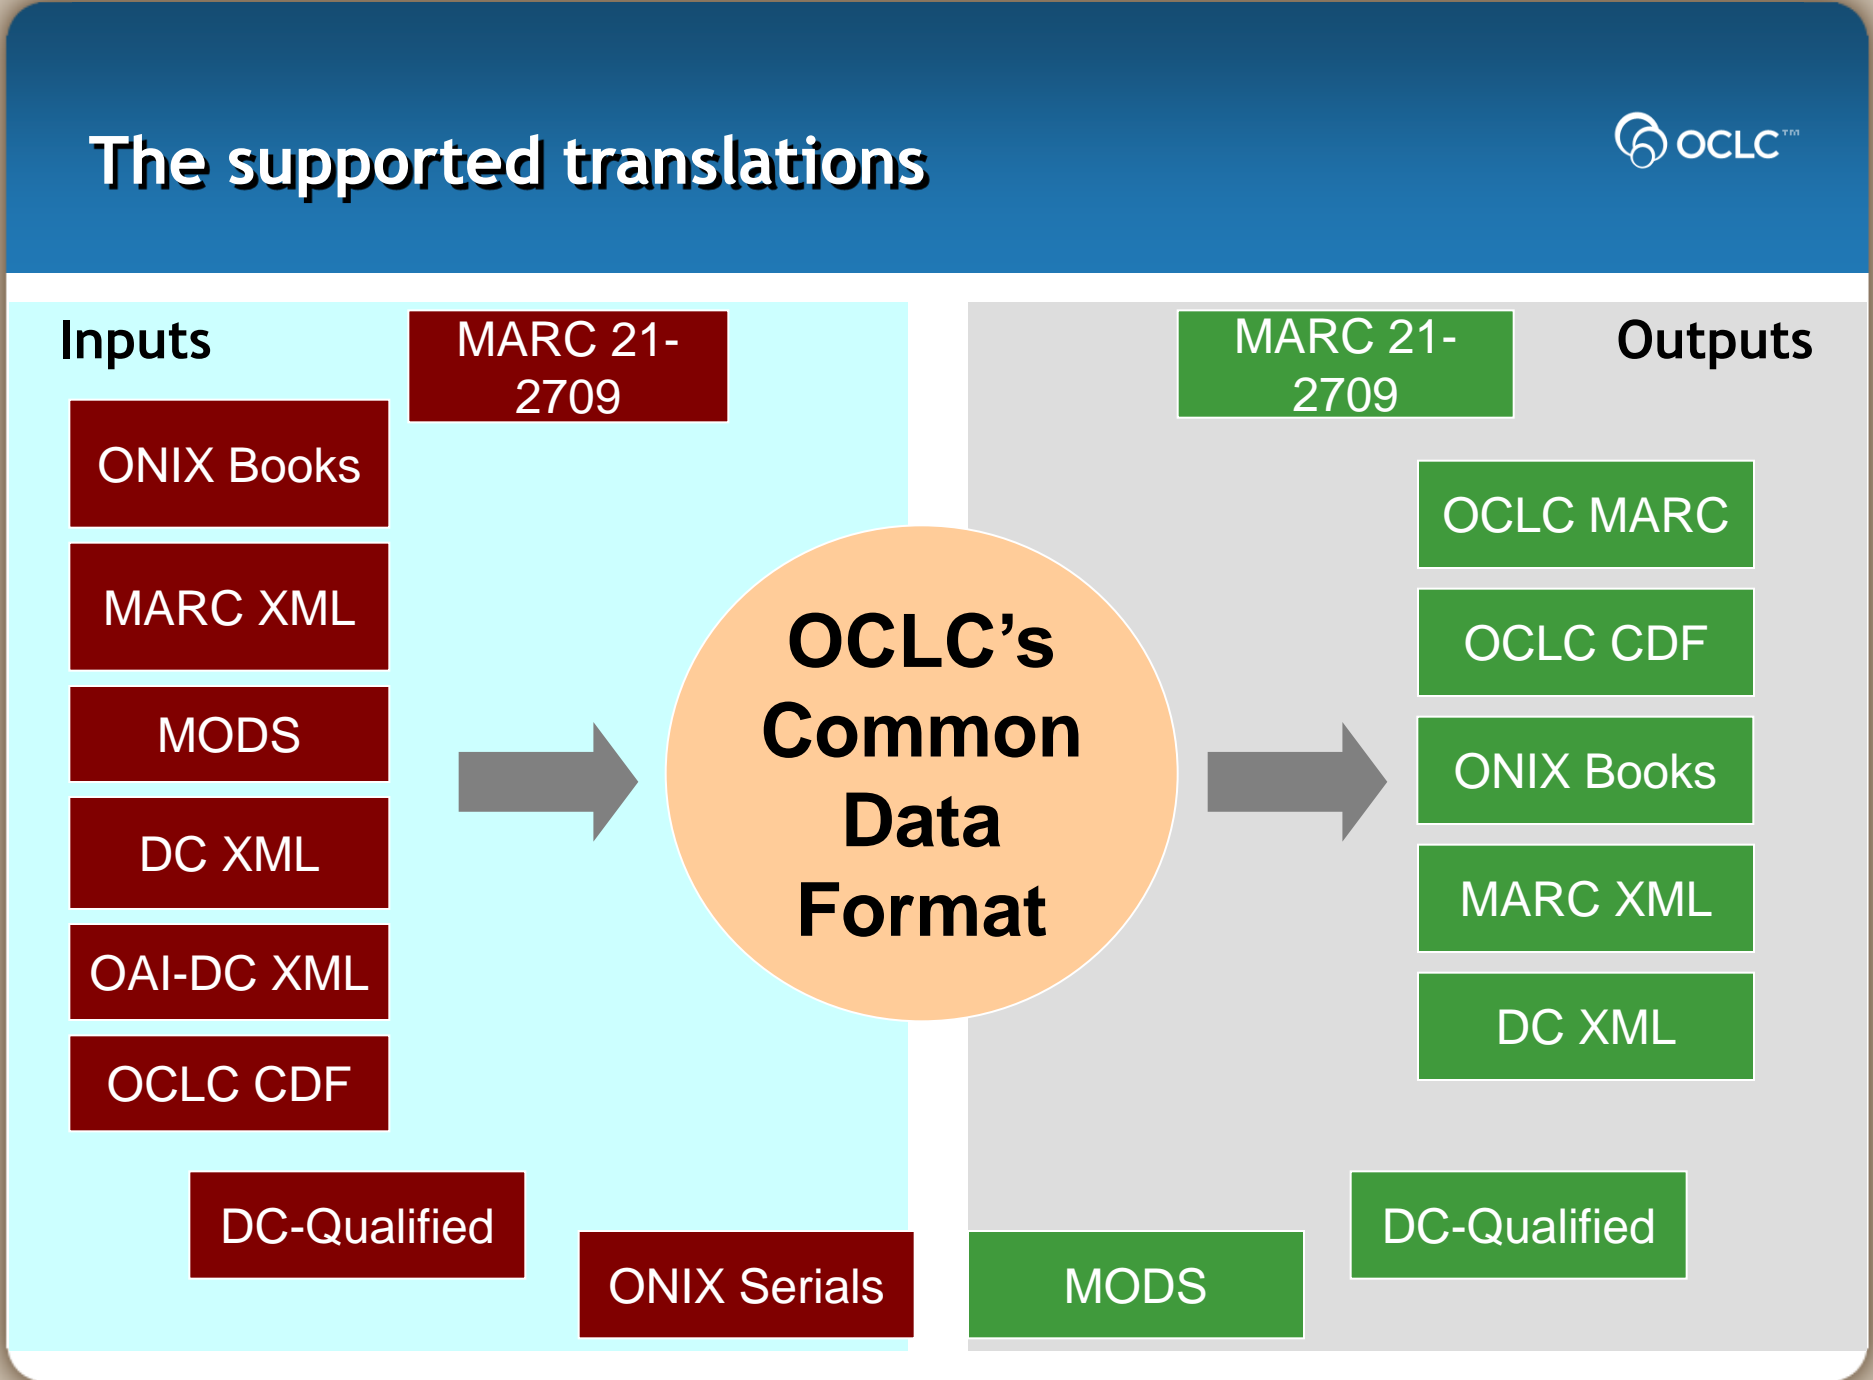 The supported translations
OCLC™
Inputs
MARC 21-
2709
ONIX Books
MARC XML
MODS
DC XML
OAI-DC XML
OCLC CDF
DC-Qualified
ONIX Serials
OCLC’s
Common
Data
Format
MARC 21-
2709
Outputs
OCLC MARC
OCLC CDF
ONIX Books
MARC XML
DC XML
DC-Qualified
MODS